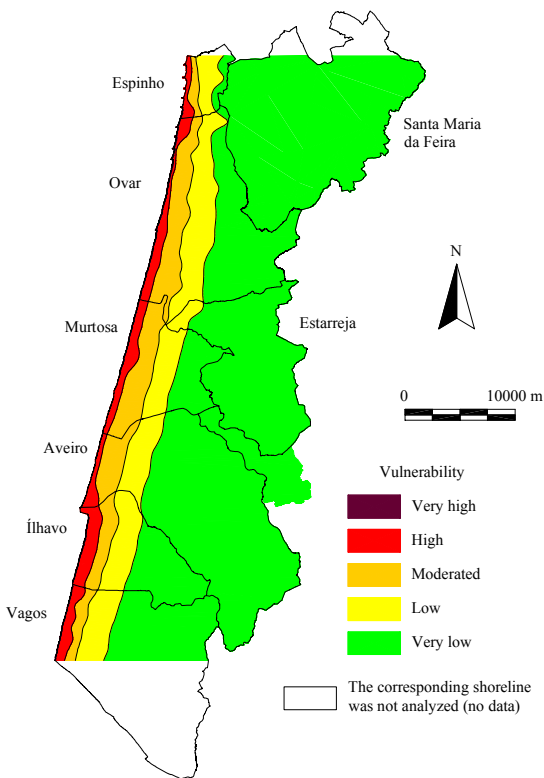 Espinho
Santa Maria
da Feira
Ovar
N
Murtosa
Estarreja
0 10000 m
Aveiro
Vulnerability
Very high
Ílhavo
High
Moderated
Vagos
Low
Very low
The corresponding shoreline
was not analyzed (no data)